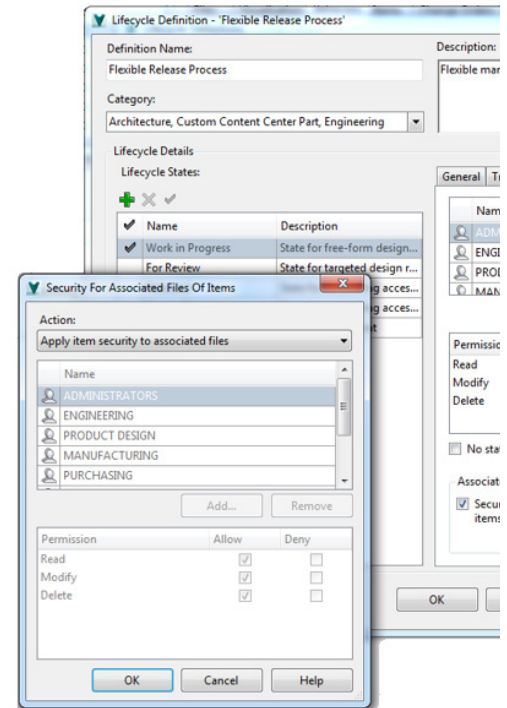 Lifecycle Definition - 'Flexible Release Process'
Definition Name:
Description:
Flexible Release Process
Flexible mar
Category:
Architecture, Custom Content Center Part, Engineering
Lifecycle Details
Lifecycle States:
General
Name
Description
Nam
Work in Progress
State for free-form design...
ADM
ENGI
For Review
State for targeted design r...
PROD
MAN
g acces...
g acces...
Security For Associated Files Of Items
Action:
Apply item security to associated files
Name
ADMINISTRATORS
ENGINEERING
PRODUCT DESIGN
MANUFACTURING
PURCHASING
Add...
Remove
Permission
Allow
Deny
Read
Modify
Delete
OK
Cancel
Help
Permissio
Read
Modify
Delete
No stat
Associat
Secur
items
OK